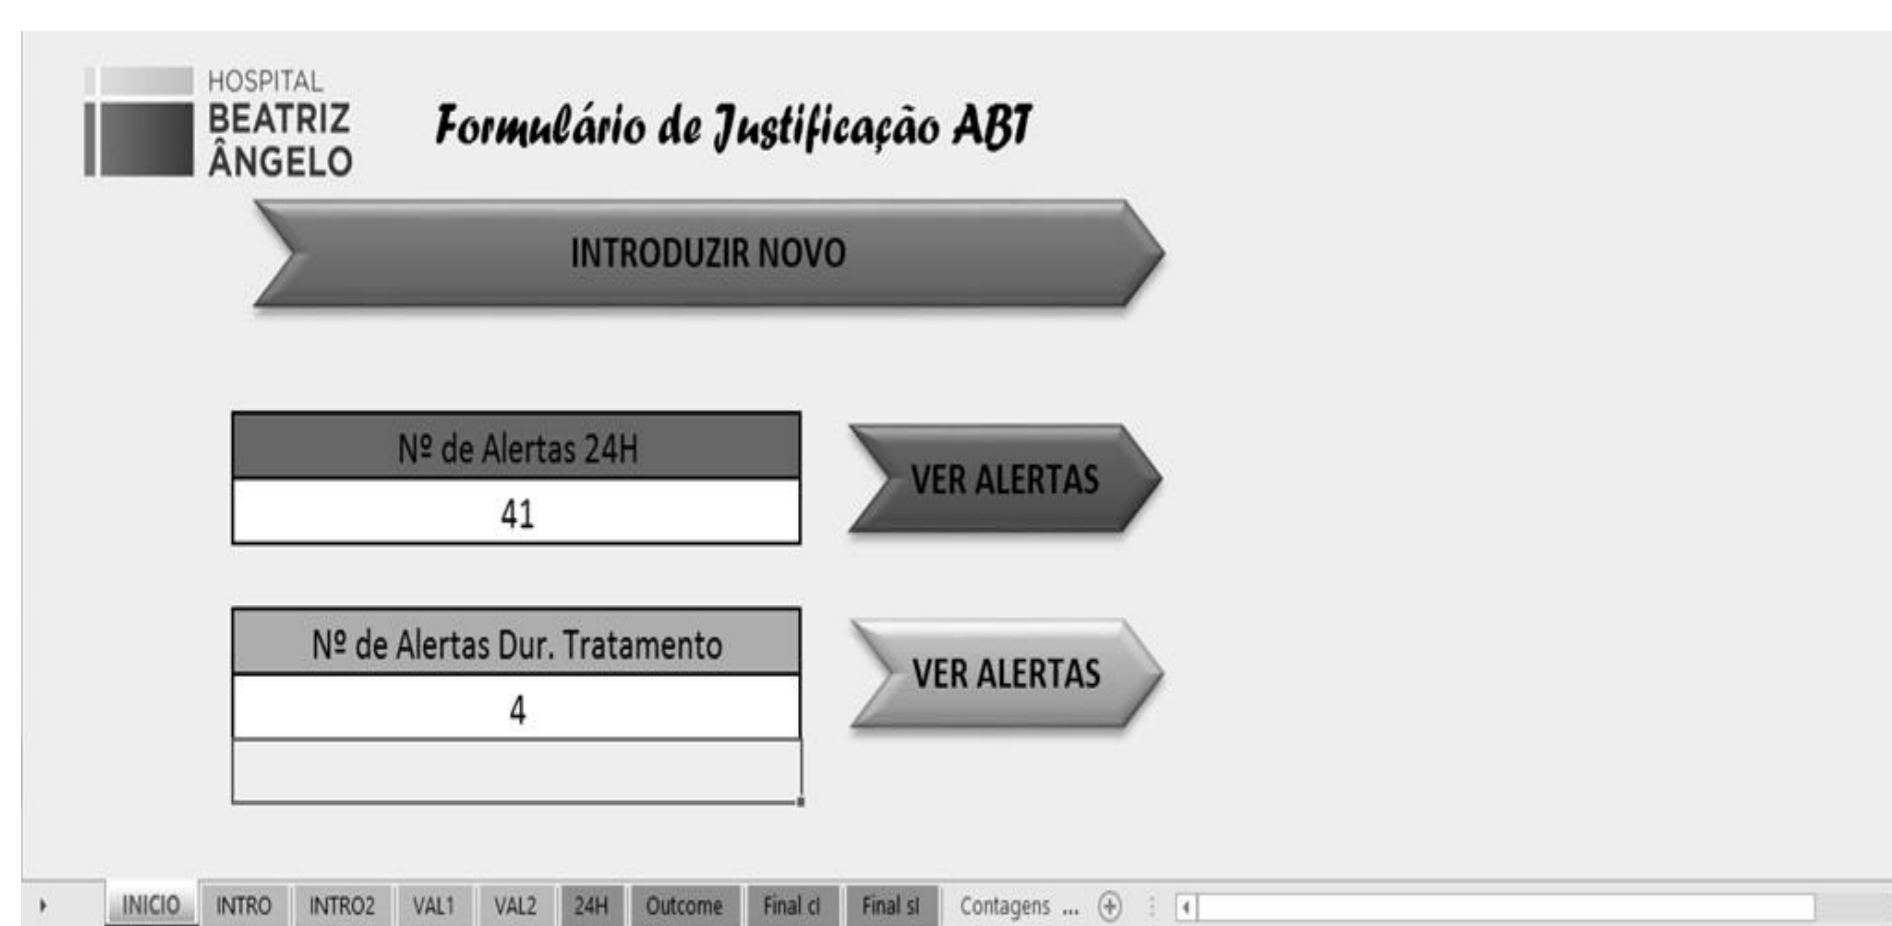 HOSPITAL
BEATRIZ
ÂNGELO
Formulário de Justificação ABT
INTRODUZIR NOVO
Nº de Alertas 24H
41
VER ALERTAS
Nº de Alertas Dur. Tratamento
4
VER ALERTAS
INICIO INTRO INTRO2 VAL1 VAL2 24H Outcome Final cl Final sl Contagens ...